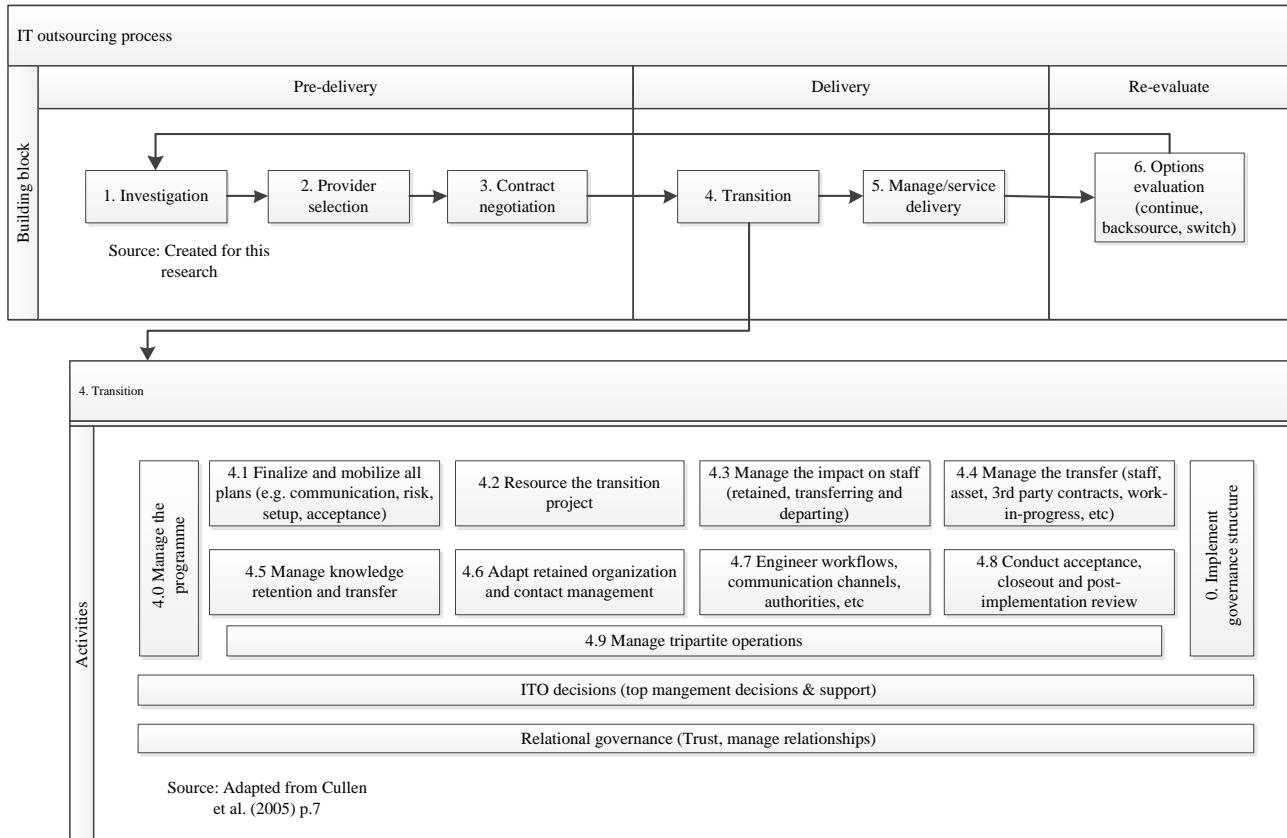 IT outsourcing process
Building block
Pre-delivery
Delivery
Re-evaluate
1. Investigation
2. Provider
selection
3. Contract
negotiation
4. Transition
5. Manage/service
delivery
6. Options
evaluation
(continue,
backsource, switch)
Source: Created for this
research
4. Transition
Activities
4.0 Manage the
programme
4.1 Finalize and mobilize all
plans (e.g. communication, risk,
setup, acceptance)
4.2 Resource the transition
project
4.3 Manage the impact on staff
(retained, transferring and
departing)
4.4 Manage the transfer (staff,
asset, 3rd party contracts, work-
in-progress, etc)
4.5 Manage knowledge
retention and transfer
4.6 Adapt retained organization
and contact management
4.7 Engineer workflows,
communication channels,
authorities, etc
4.8 Conduct acceptance,
closeout and post-
implementation review
0. Implement
governance structure
4.9 Manage tripartite operations
ITO decisions (top mangement decisions & support)
Relational governance (Trust, manage relationships)
Source: Adapted from Cullen
et al. (2005) p.7